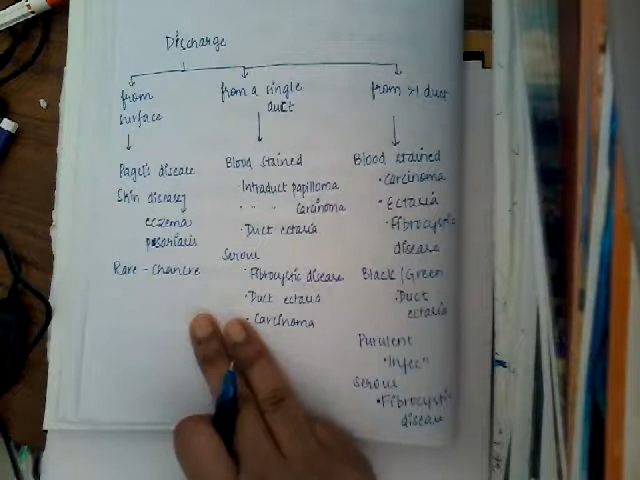 Discharge
from
surface
Paget's disease
Skin diseases
eczema
psoriasis
Rare - chancre
from a single
duct
Blood stained
Intraduct papilloma
" " carcinoma
• Duct ectasia
Serous
• Fibrocystic disease
• Duct ectasia
• Carcinoma
from >1 duct
Blood stained
• Carcinoma
• Ectasia
• Fibrocystic
disease
Black/Green
• Duct
ectasia
Purulent
• Infecⁿ
Serous
• Fibrocystic
disease